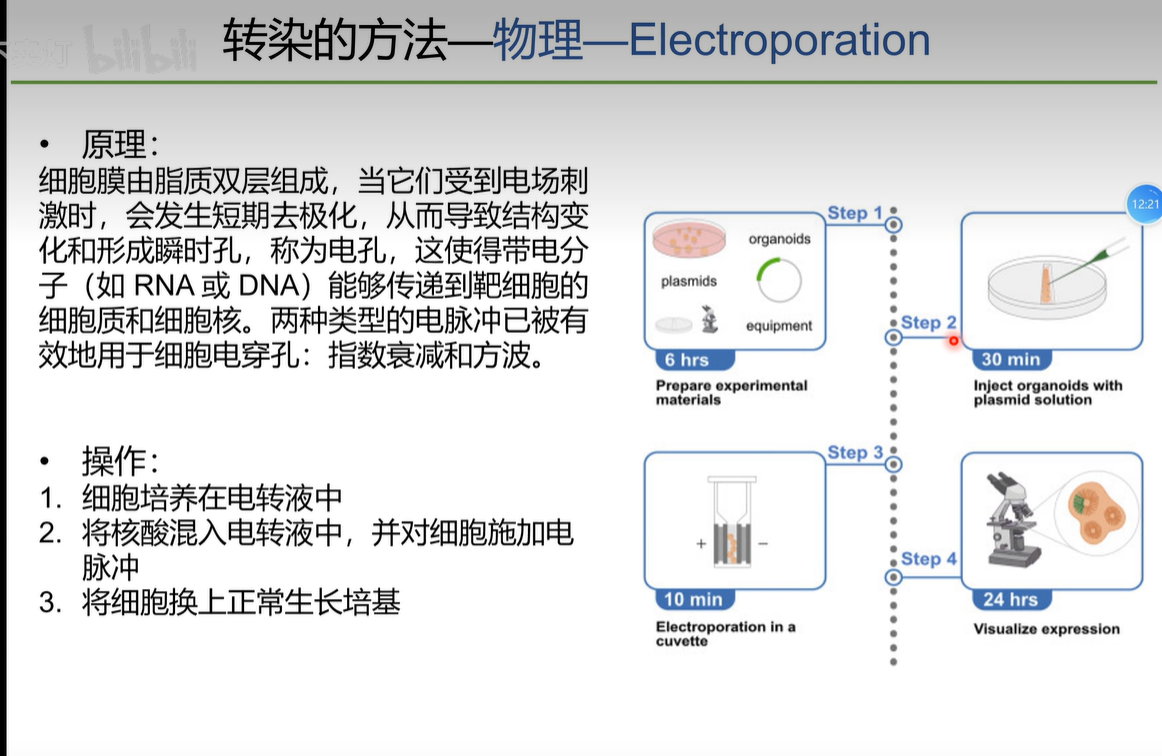 bilibili
转染的方法—物理—Electroporation
• 原理：
细胞膜由脂质双层组成，当它们受到电场刺
激时，会发生短期去极化，从而导致结构变
化和形成瞬时孔，称为电孔，这使得带电分
子（如 RNA 或 DNA）能够传递到靶细胞的
细胞质和细胞核。两种类型的电脉冲已被有
效地用于细胞电穿孔：指数衰减和方波。
• 操作：
1. 细胞培养在电转液中
2. 将核酸混入电转液中，并对细胞施加电
脉冲
3. 将细胞换上正常生长培基
12:21
Step 1
organoids
plasmids
equipment
6 hrs
Prepare experimental
materials
Step 2
30 min
Inject organoids with
plasmid solution
Step 3
+ −
10 min
Electroporation in a
cuvette
Step 4
24 hrs
Visualize expression